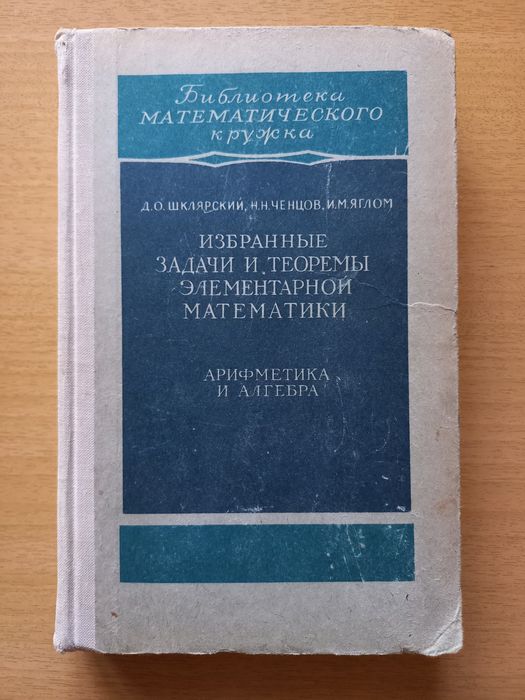 Библиотека
МАТЕМАТИЧЕСКОГО
кружка
Д.О.ШКЛЯРСКИЙ, Н.Н.ЧЕНЦОВ, И.М.ЯГЛОМ
ИЗБРАННЫЕ
ЗАДАЧИ И ТЕОРЕМЫ
ЭЛЕМЕНТАРНОЙ
МАТЕМАТИКИ
АРИФМЕТИКА
И АЛГЕБРА